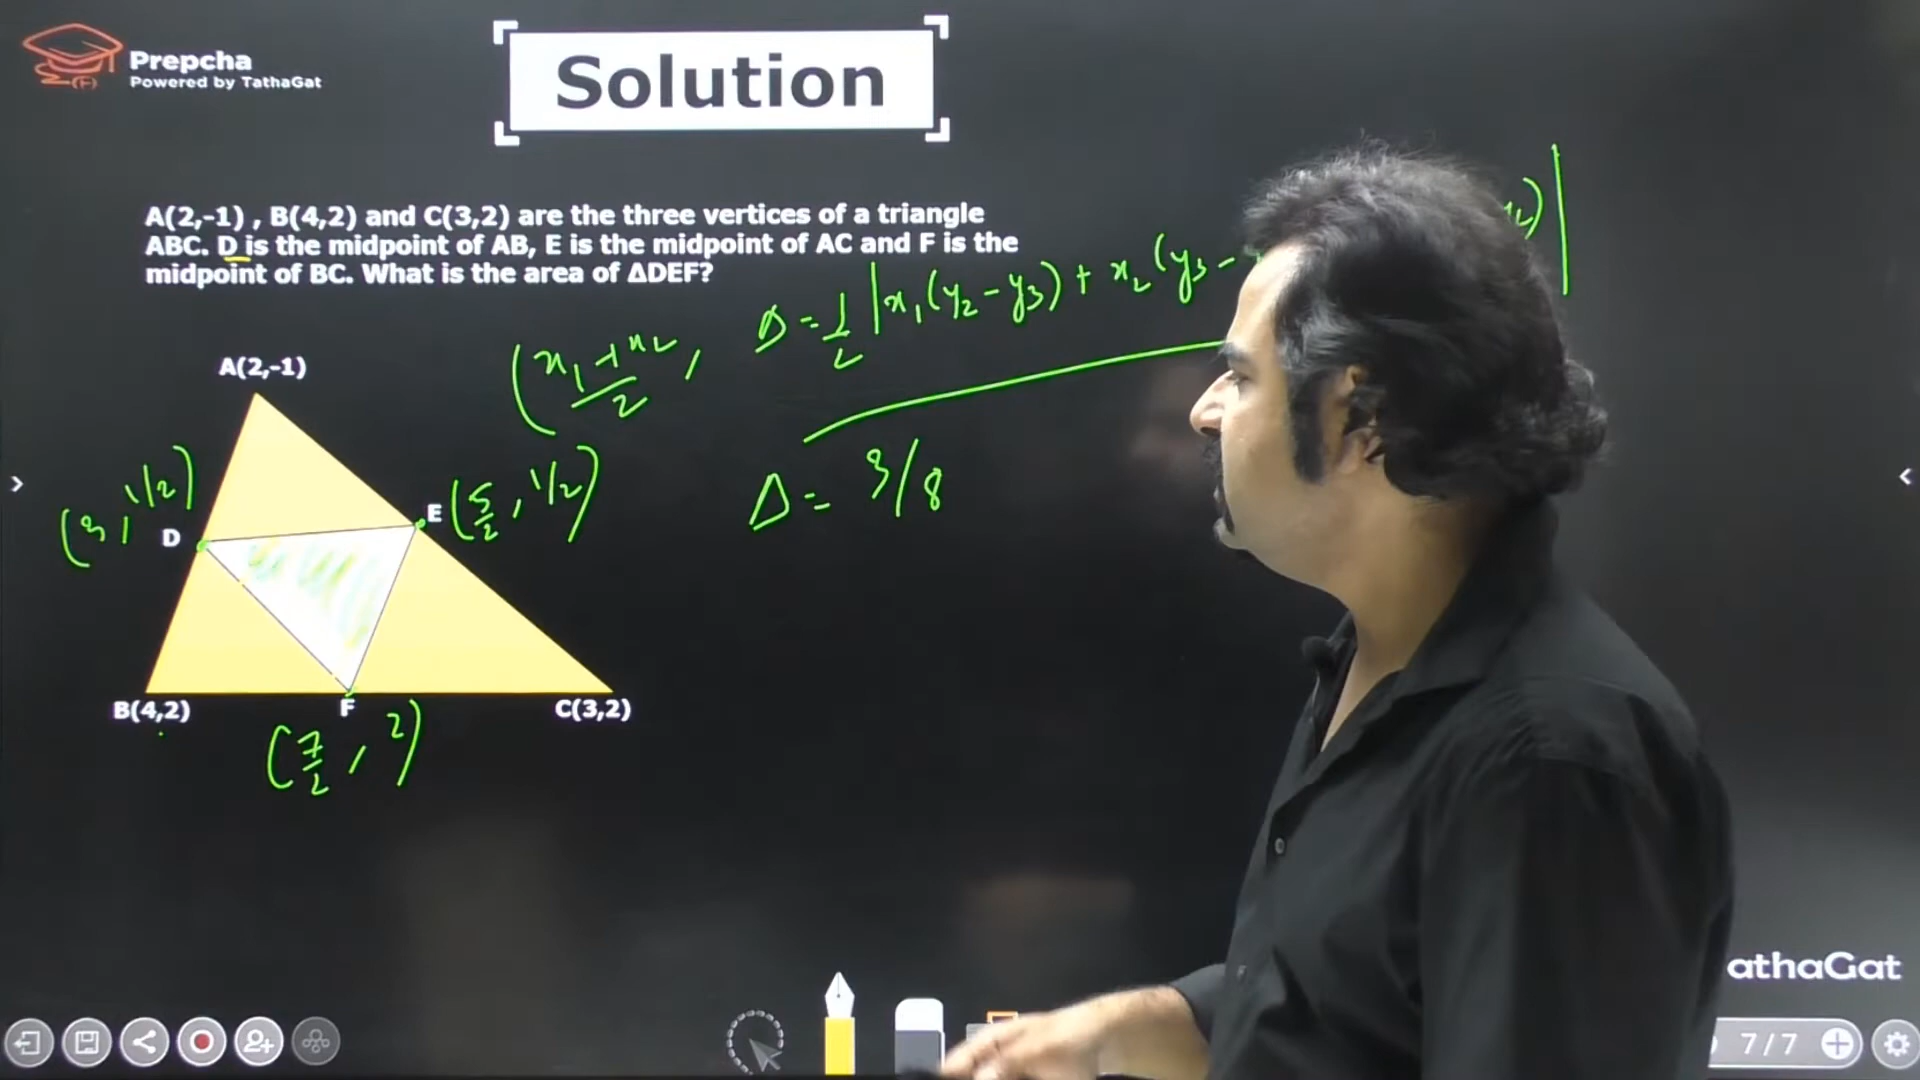 Prepcha
Powered by TathaGat
Solution
A(2,-1) , B(4,2) and C(3,2) are the three vertices of a triangle
ABC. D is the midpoint of AB, E is the midpoint of AC and F is the
midpoint of BC. What is the area of ΔDEF?
Δ = 1/2 |x₁(y₂-y₃) + x₂(y₃-
(x₁+x₂/2,
A(2,-1)
(3, 1/2)
D
E (5/2, 1/2)
Δ = 3/8
B(4,2)
F
C(3,2)
(7/2, 2)
athaGat
7/7